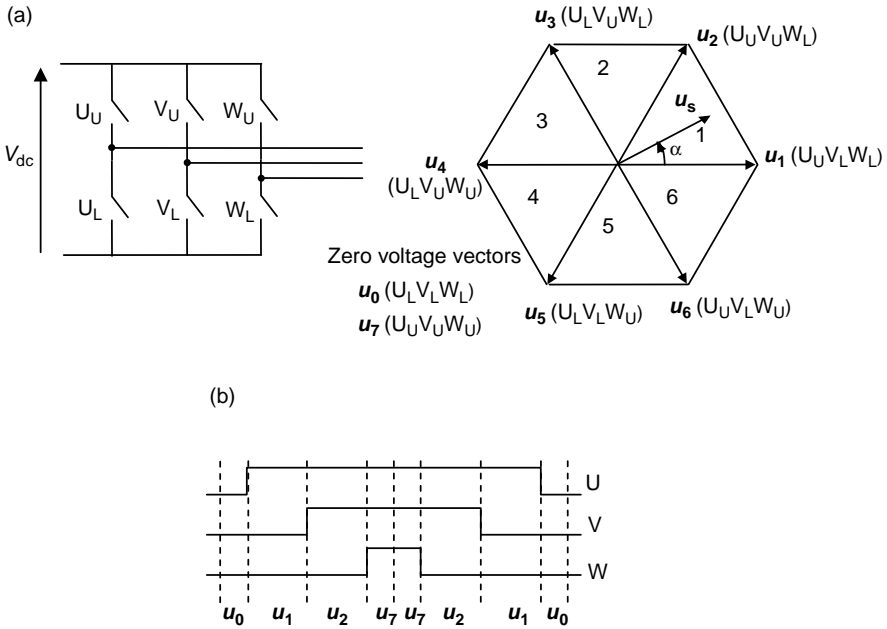 (a)
u3 (ULVUWL)
u2 (UUVUWL)
2
us
UU
VU
WU
3
1
Vdc
u4
α
u1 (UUVLWL)
(ULVUWU)
UL
VL
WL
4
6
5
Zero voltage vectors
u0 (ULVLWL)
u5 (ULVLWU)
u6 (UUVLWU)
u7 (UUVUWU)
(b)
U
V
W
u0 u1 u2 u7 u7 u2 u1 u0